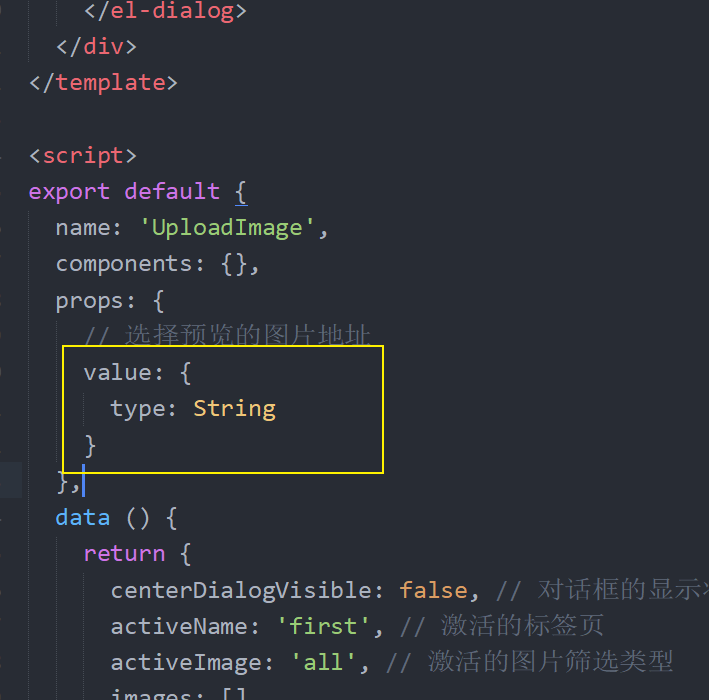 </el-dialog>
</div>
</template>
<script>
export default {
name: 'UploadImage',
components: {},
props: {
// 选择预览的图片地址
value: {
type: String
}
},
data () {
return {
centerDialogVisible: false, // 对话框的显示
activeName: 'first', // 激活的标签页
activeImage: 'all', // 激活的图片筛选类型
images: []